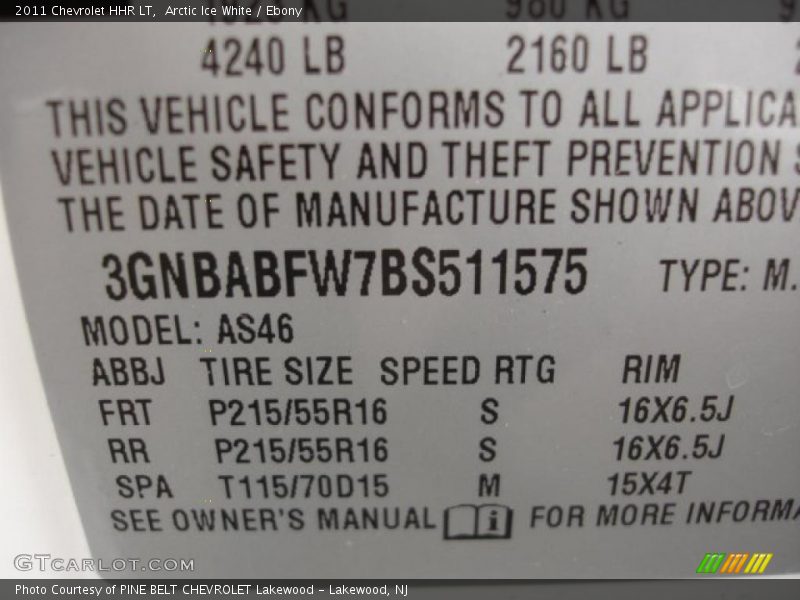 2011 Chevrolet HHR LT, Arctic Ice White / Ebony
980 KG
4240 LB 2160 LB
THIS VEHICLE CONFORMS TO ALL
VEHICLE SAFETY AND THEFT PREVENTION
THE DATE OF MANUFACTURE SHOWN
3GNBABFW7BS511575 TYPE: M.
MODEL: AS46
ABBJ TIRE SIZE SPEED RTG RIM
FRT P215/55R16 S 16X6.5J
RR P215/55R16 S 16X6.5J
SPA T115/70D15 M 15X4T
SEE OWNER'S MANUAL i FOR MORE
GTCARLOT.COM
Photo Courtesy of PINE BELT CHEVROLET Lakewood - Lakewood, NJ